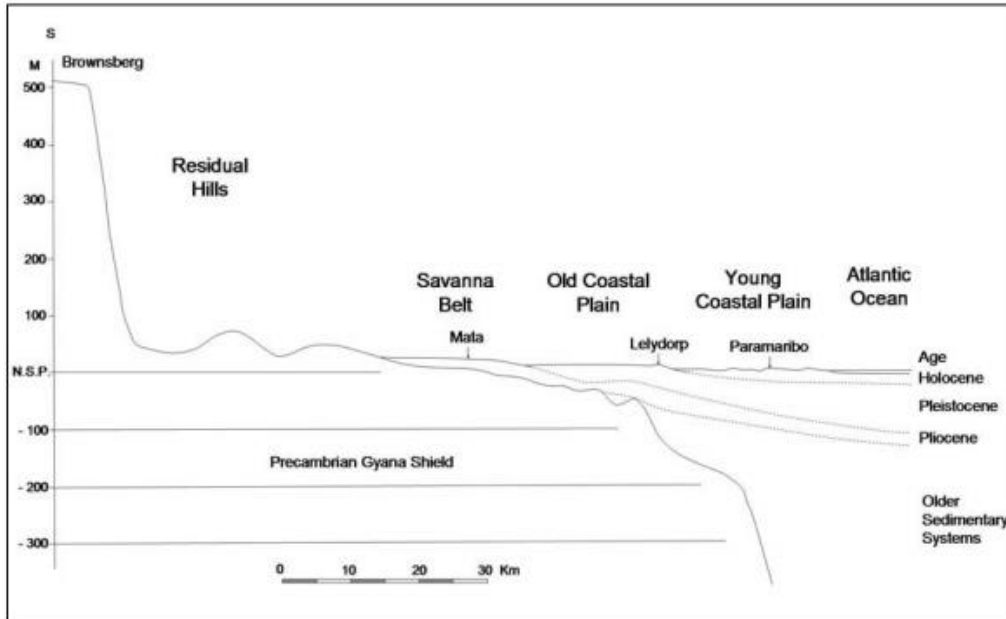 S
M
Brownsberg
500
400
Residual
Hills
300
200
Savanna
Belt
Old Coastal
Plain
Young
Coastal Plain
Atlantic
Ocean
100
Mata
Lelydorp
Paramaribo
Age
N.S.P.
Holocene
Pleistocene
- 100
Pliocene
Precambrian Gyana Shield
- 200
Older
Sedimentary
Systems
- 300
0 10 20 30 Km